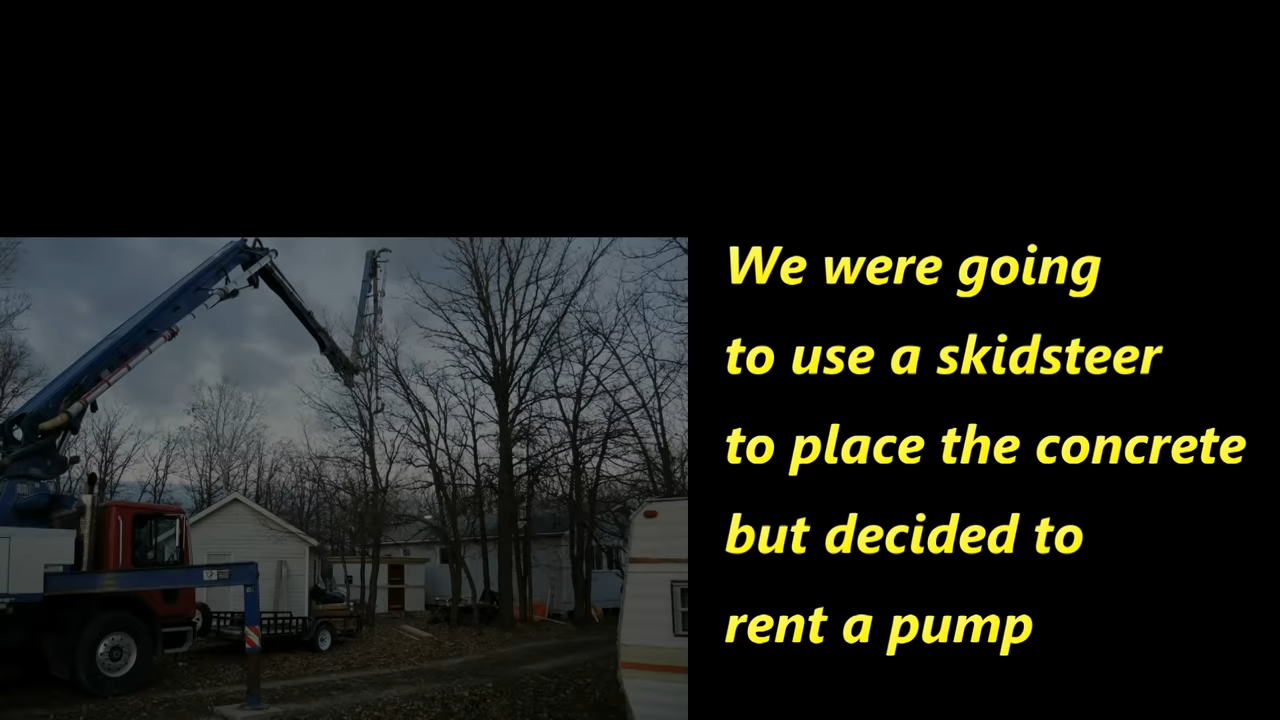 We were going
to use a skidsteer
to place the concrete
but decided to
rent a pump